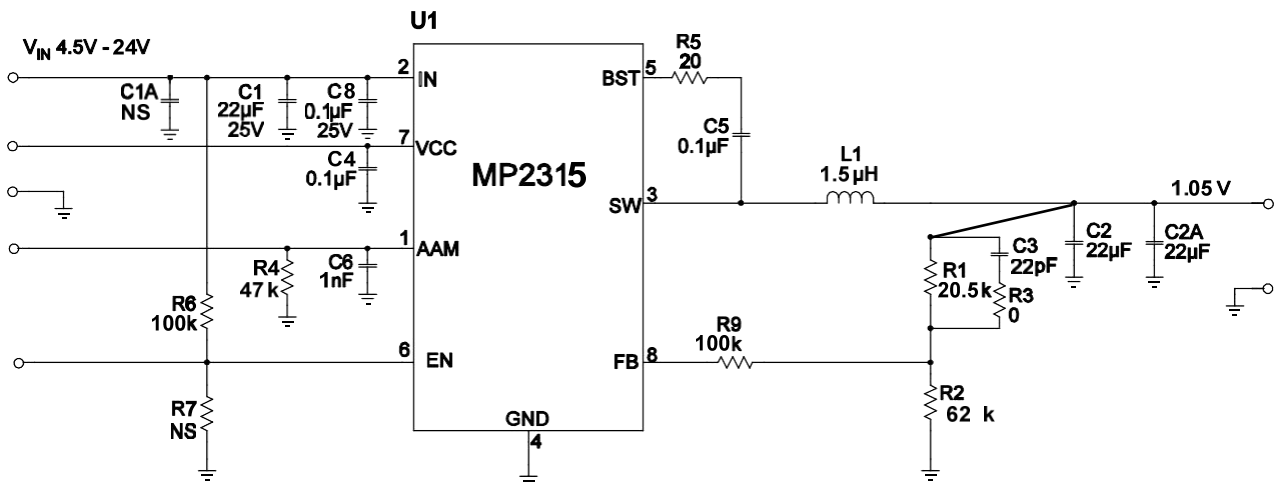 U1
V_IN 4.5V - 24V
2
IN
C1A
NS
C1
22µF
25V
C8
0.1µF
25V
7
VCC
C4
0.1µF
1
AAM
R4
47 k
C6
1nF
R6
100k
6
EN
R7
NS
MP2315
GND
4
BST
5
R5
20
C5
0.1µF
SW
3
L1
1.5 µH
1.05 V
C2
22µF
C2A
22µF
C3
22pF
R1
20.5 k
R3
0
R9
100k
FB
8
R2
62 k